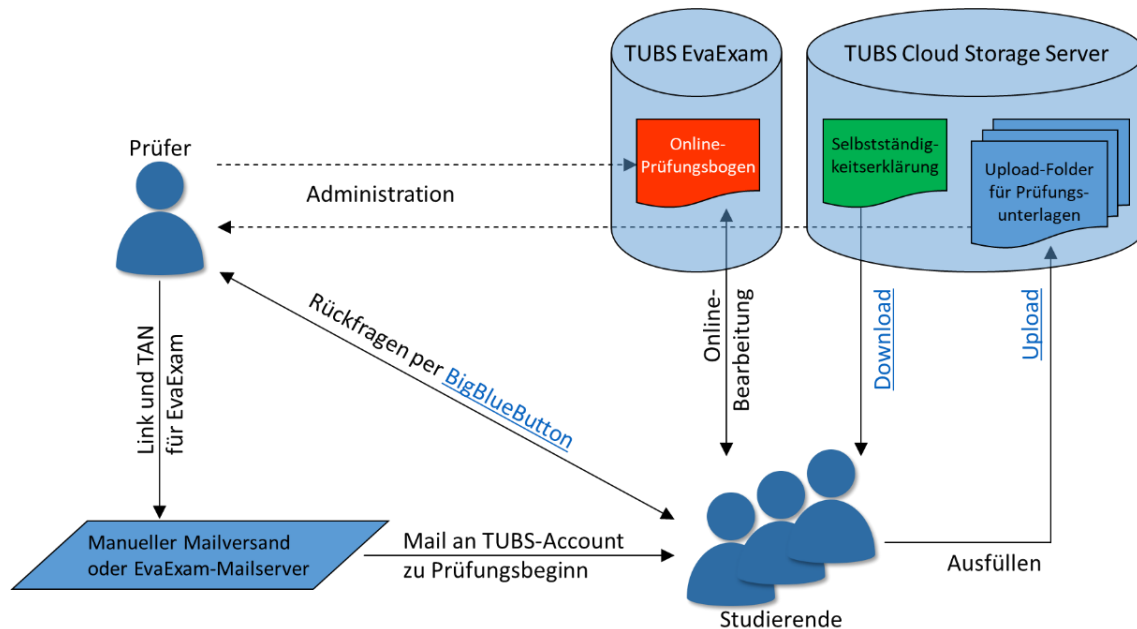 TUBS EvaExam
TUBS Cloud Storage Server
Prüfer
Online-
Prüfungsbogen
Selbstständig-
keitserklärung
Upload-Folder
für Prüfungs-
unterlagen
Administration
Link und TAN
für EvaExam
Rückfragen per BigBlueButton
Online-
Bearbeitung
Download
Upload
Manueller Mailversand
oder EvaExam-Mailserver
Mail an TUBS-Account
zu Prüfungsbeginn
Ausfüllen
Studierende